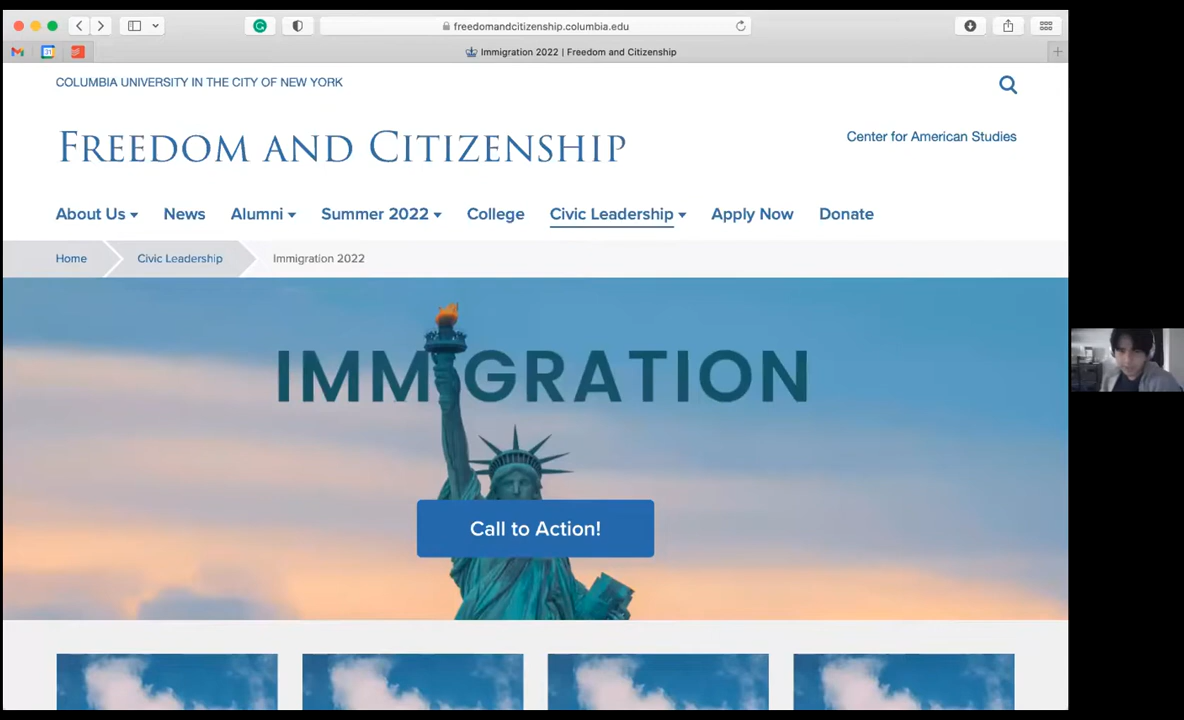 freedomandcitizenship.columbia.edu
Immigration 2022 | Freedom and Citizenship
COLUMBIA UNIVERSITY IN THE CITY OF NEW YORK
FREEDOM AND CITIZENSHIP
Center for American Studies
About Us News Alumni Summer 2022 College Civic Leadership Apply Now Donate
Home Civic Leadership Immigration 2022
IMMIGRATION
Call to Action!